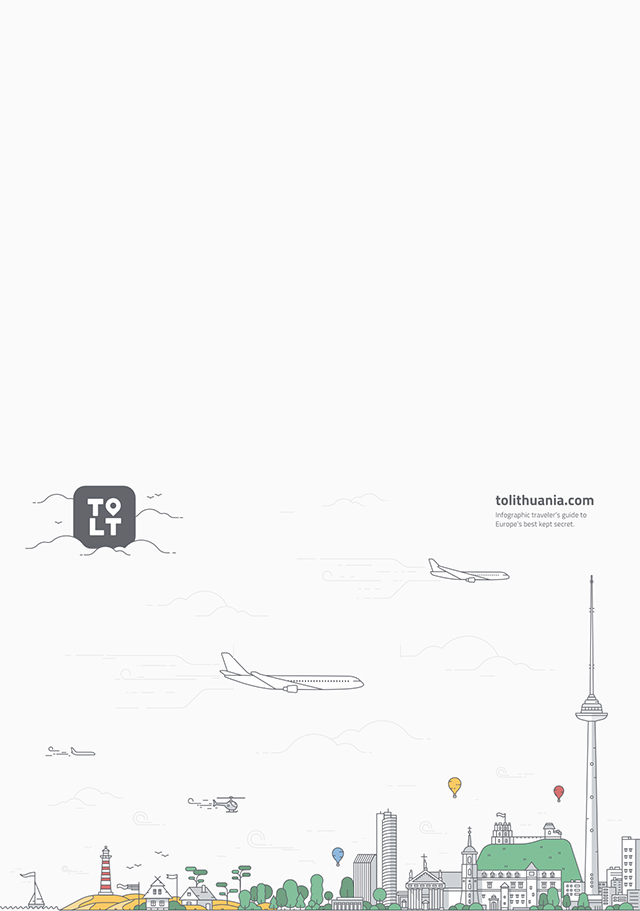 TO
LT
tolithuania.com
Infographic traveler's guide to
Europe's best kept secret.